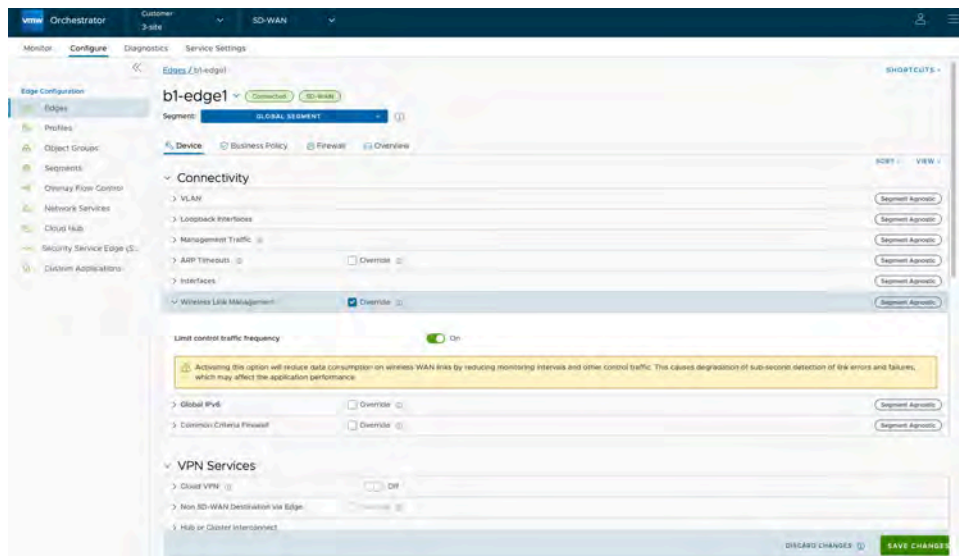 vmw Orchestrator
Customer
3-site
SD-WAN
Monitor Configure Diagnostics Service Settings
Edges / b1-edge1
SHORTCUTS
b1-edge1 Connected SD-WAN
Segment: GLOBAL SEGMENT
Edge Configuration
Edges
Profiles
Object Groups
Segments
Overlay Flow Control
Network Services
Cloud Hub
Security Service Edge (S...
Custom Applications
Device Business Policy Firewall Overview
SORT VIEW
Connectivity
VLAN Segment Agnostic
Loopback Interfaces Segment Agnostic
Management Traffic Segment Agnostic
ARP Timeouts Override Segment Agnostic
Interfaces Segment Agnostic
Wireless Link Management Override Segment Agnostic
Limit control traffic frequency On
Activating this option will reduce data consumption on wireless WAN links by reducing monitoring intervals and other control traffic. This causes degradation of sub-second detection of link errors and failures,
which may affect the application performance.
Global IPv6 Override Segment Agnostic
Common Criteria Firewall Override Segment Agnostic
VPN Services
Cloud VPN Off
Non SD-WAN Destination via Edge Override
Hub or Cluster Interconnect
DISCARD CHANGES SAVE CHANGES